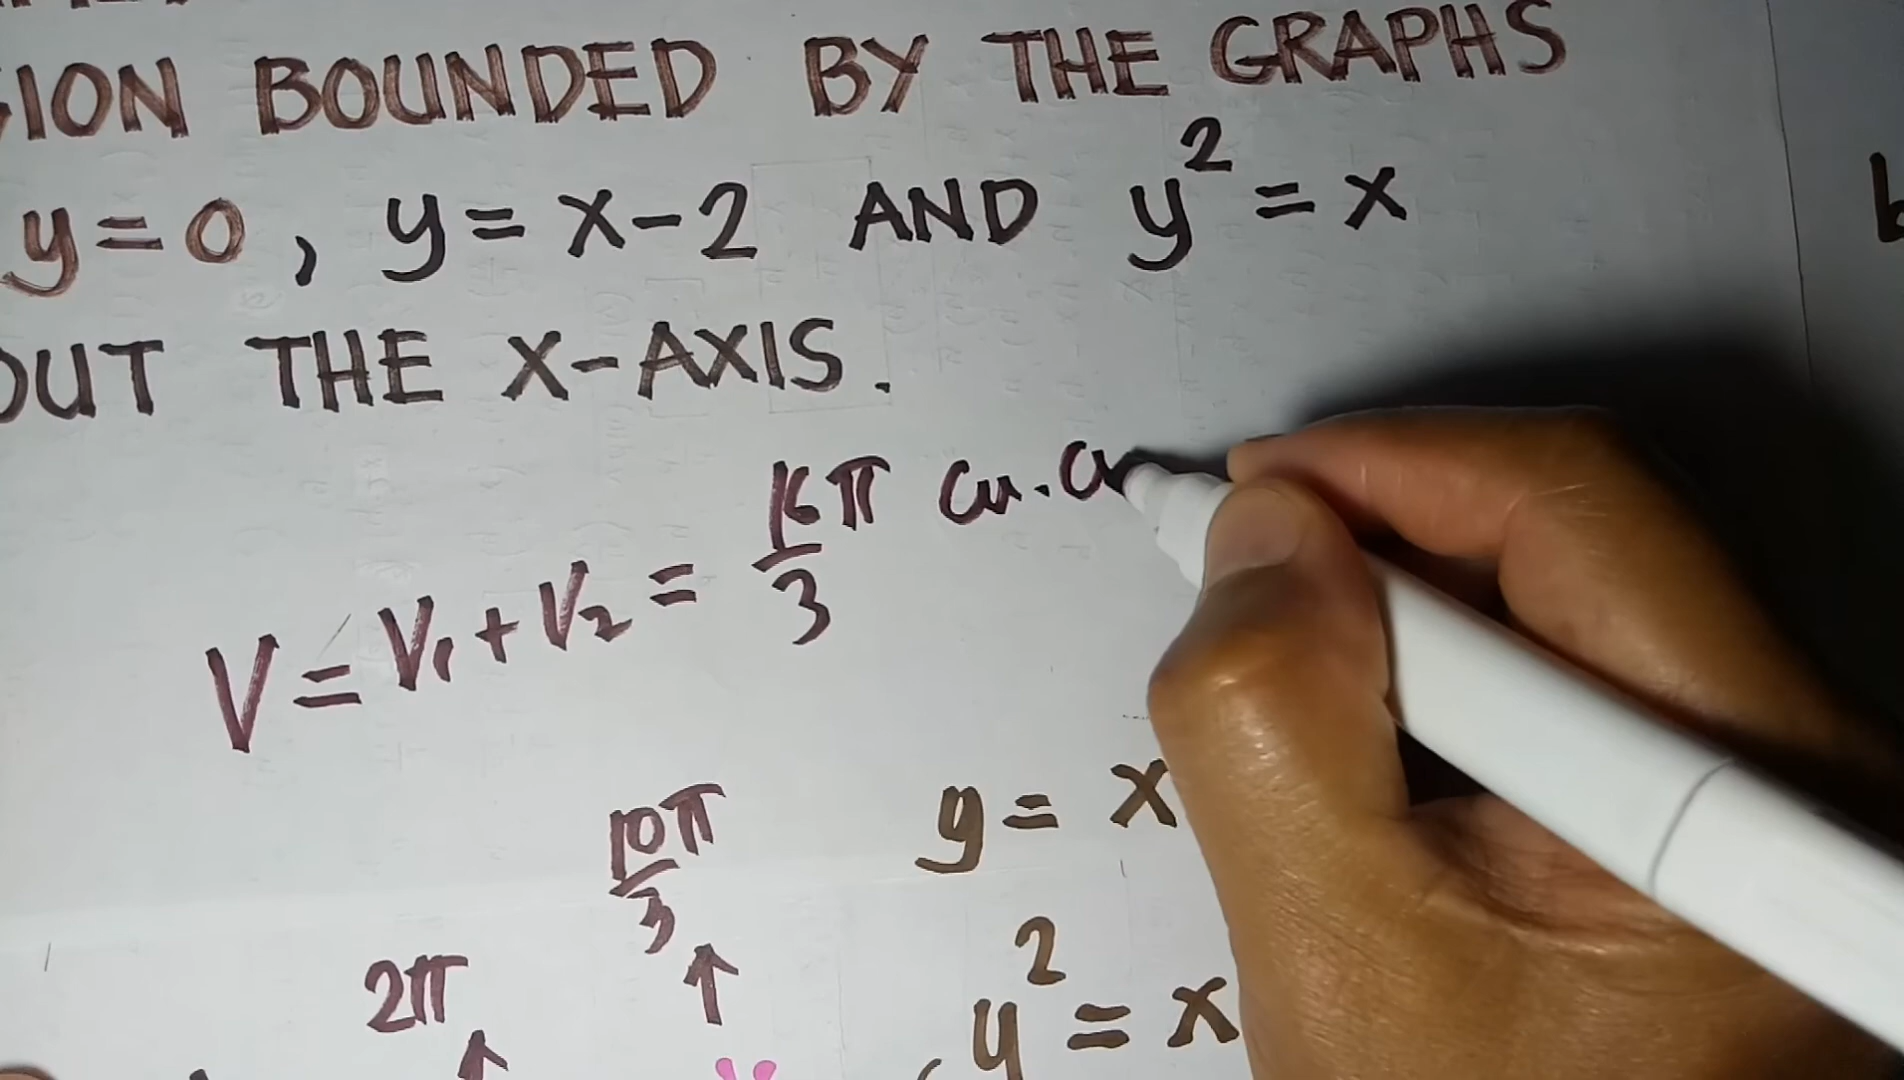 ION BOUNDED BY THE GRAPHS
y=0, y=x-2 AND y²=x
OUT THE X-AXIS.
V=V₁+V₂= 16π/3 cu.
10π/3
y= x
2π
y²=x